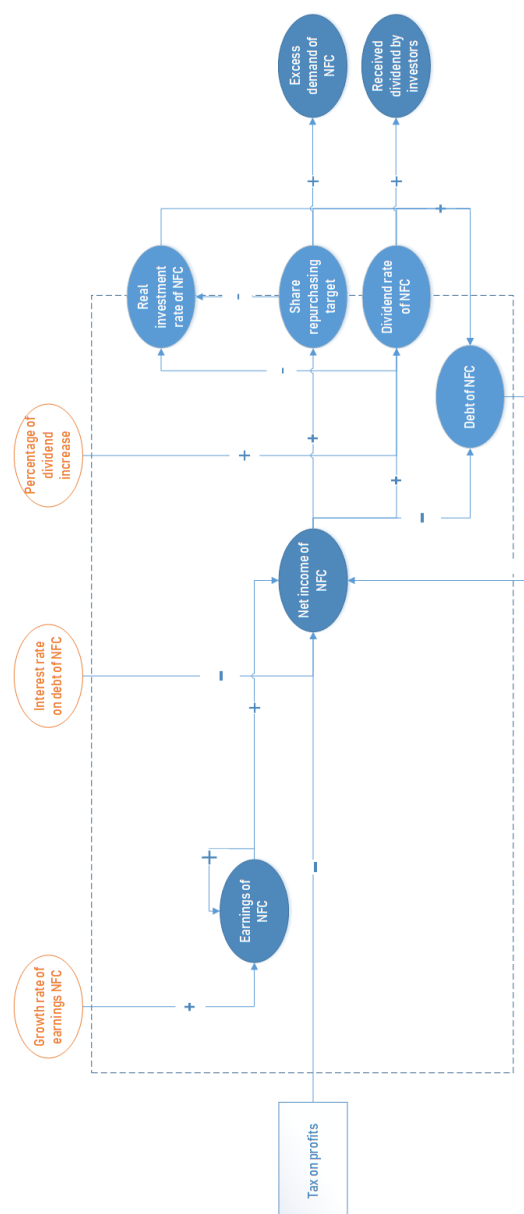 Growth rate of
earnings NFC
Interest rate
on debt of NFC
Percentage of
dividend
increase
Real
investment
rate of NFC
Excess
demand of
NFC
Tax on profits
Earnings of
NFC
Net income of
NFC
Share
repurchasing
target
Received
dividend by
investors
Dividend rate
of NFC
Debt of NFC
+
+
+
-
-
+
-
-
+
+
+
-
+
+
+